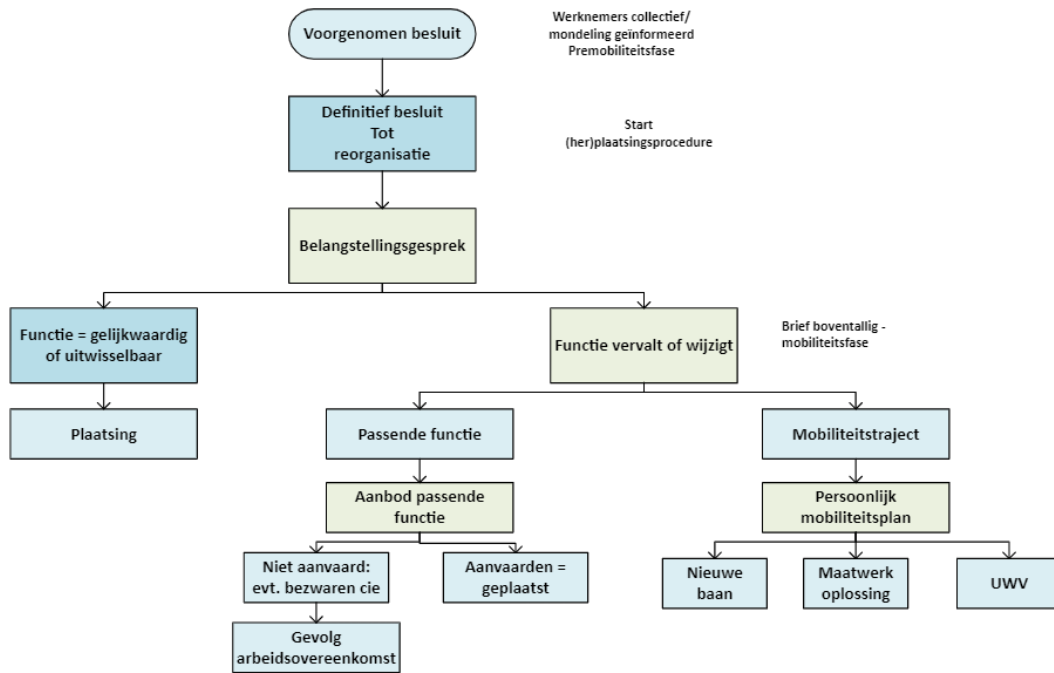 Voorgenomen besluit
Werknemers collectief/
mondeling geïnformeerd
Premobiliteitsfase
Definitief besluit
Tot
reorganisatie
Start
(her)plaatsingsprocedure
Belangstellingsgesprek
Functie = gelijkwaardig
of uitwisselbaar
Functie vervalt of wijzigt
Brief boventallig -
mobiliteitsfase
Plaatsing
Passende functie
Mobiliteitstraject
Aanbod passende
functie
Persoonlijk
mobiliteitsplan
Niet aanvaard:
evt. bezwaren cie
Aanvaarden =
geplaatst
Nieuwe
baan
Maatwerk
oplossing
UWV
Gevolg
arbeidsovereenkomst